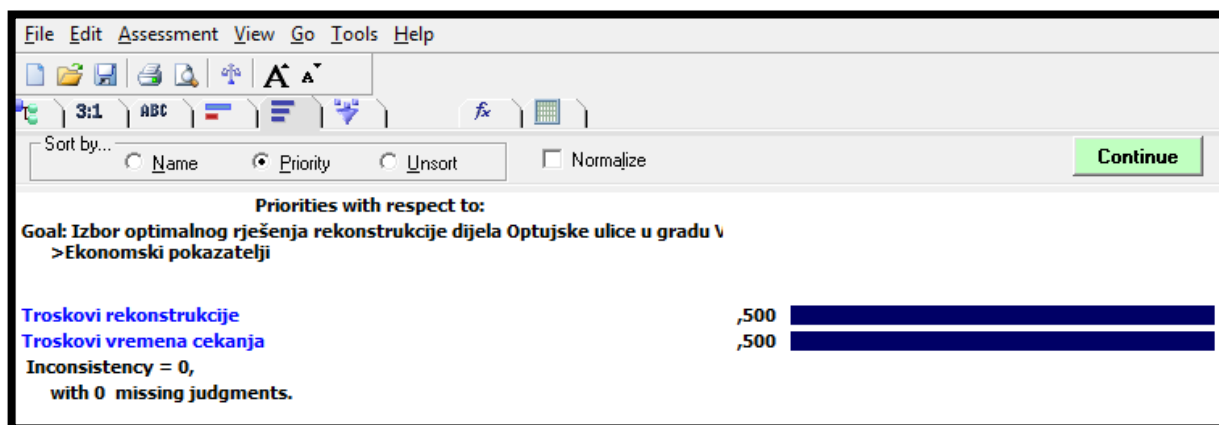 File Edit Assessment View Go Tools Help
A A
3:1 ABC fx
Sort by...
Name Priority Unsort Normalize Continue
Priorities with respect to:
Goal: Izbor optimalnog rješenja rekonstrukcije dijela Optujske ulice u gradu
>Ekonomski pokazatelji
Troskovi rekonstrukcije ,500
Troskovi vremena cekanja ,500
Inconsistency = 0,
with 0 missing judgments.